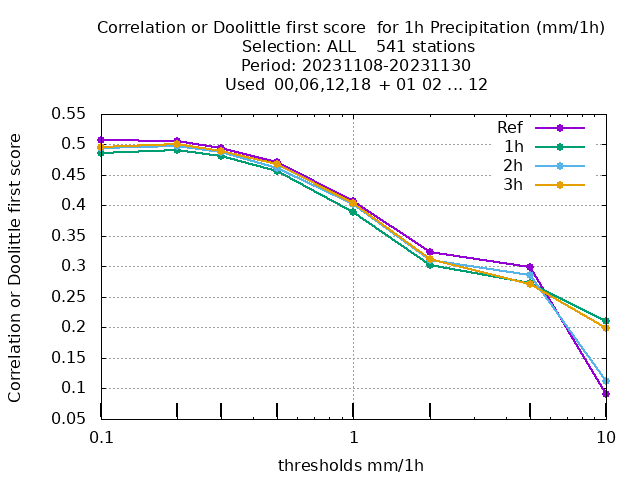 Correlation or Doolittle first score  for 1h Precipitation (mm/1h)
Selection: ALL    541 stations
Period: 20231108-20231130
Used  00,06,12,18  + 01 02 ... 12
Correlation or Doolittle first score
0.55
0.5
0.45
0.4
0.35
0.3
0.25
0.2
0.15
0.1
0.05
Ref
1h
2h
3h
0.1
1
10
thresholds mm/1h